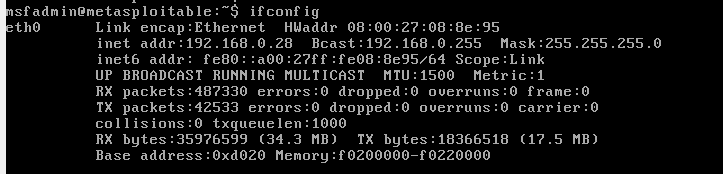 msfadmin@metasploitable:~$ ifconfig
eth0 Link encap:Ethernet HWaddr 08:00:27:08:8e:95
inet addr:192.168.0.28 Bcast:192.168.0.255 Mask:255.255.255.0
inet6 addr: fe80::a00:27ff:fe08:8e95/64 Scope:Link
UP BROADCAST RUNNING MULTICAST MTU:1500 Metric:1
RX packets:487330 errors:0 dropped:0 overruns:0 frame:0
TX packets:42533 errors:0 dropped:0 overruns:0 carrier:0
collisions:0 txqueuelen:1000
RX bytes:35976599 (34.3 MB) TX bytes:18366518 (17.5 MB)
Base address:0xd020 Memory:f0200000-f0220000